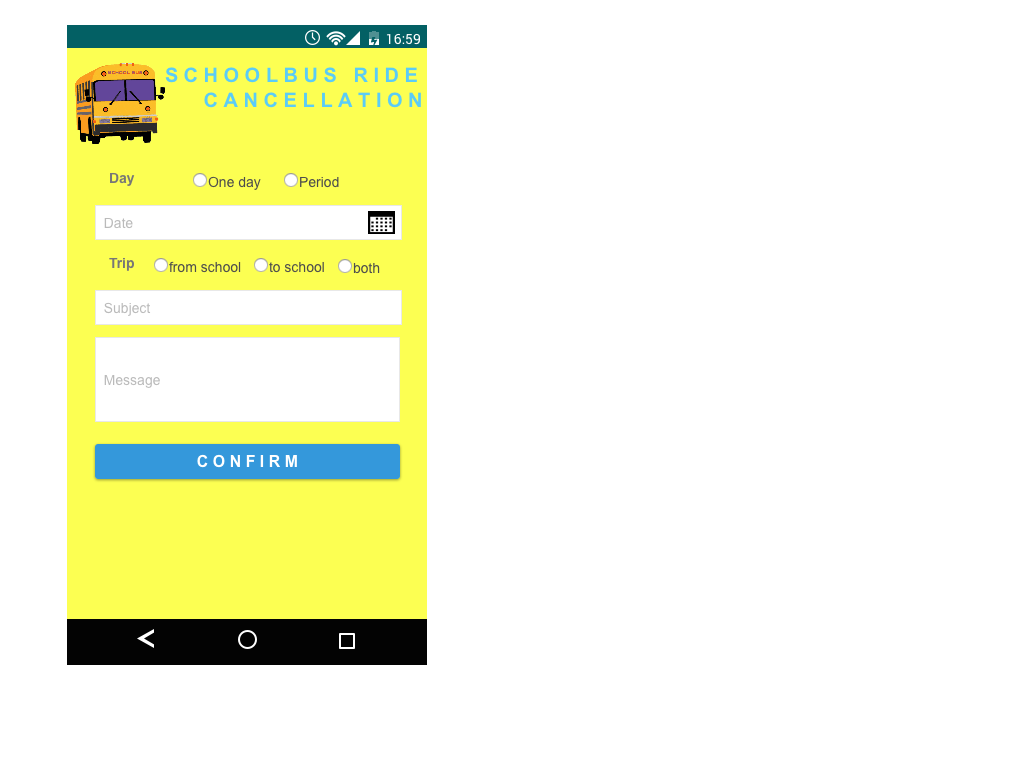 16:59
SCHOOL BUS
SCHOOLBUS RIDE
CANCELLATION
Day One day Period
Date
Trip from school to school both
Subject
Message
CONFIRM